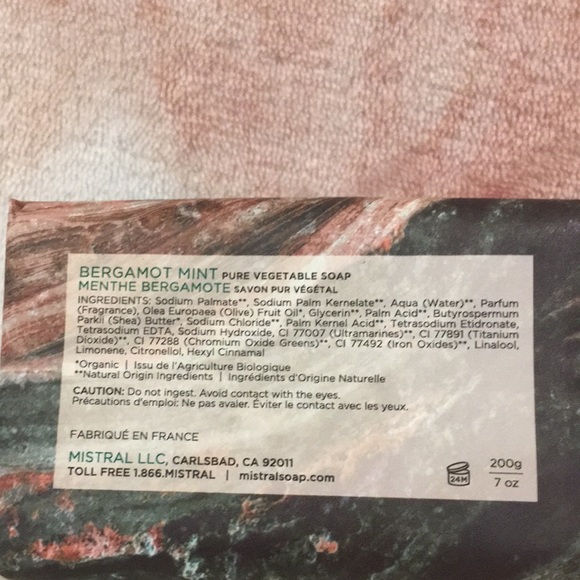 BERGAMOT MINT PURE VEGETABLE SOAP
MENTHE BERGAMOTE SAVON PUR VÉGÉTAL
INGREDIENTS: Sodium Palmate**, Sodium Palm Kernelate**, Aqua (Water)**, Parfum
(Fragrance), Olea Europaea (Olive) Fruit Oil*, Glycerin**, Palm Acid**, Butyrospermum
Parkii (Shea) Butter*, Sodium Chloride**, Palm Kernel Acid**, Tetrasodium Etidronate,
Tetrasodium EDTA, Sodium Hydroxide, CI 77007 (Ultramarines)**, CI 77891 (Titanium
Dioxide)**, CI 77288 (Chromium Oxide Greens)**, CI 77492 (Iron Oxides)**, Linalool,
Limonene, Citronellol, Hexyl Cinnamal
*Organic | Issu de l'Agriculture Biologique
**Natural Origin Ingredients | Ingrédients d'Origine Naturelle
CAUTION: Do not ingest. Avoid contact with the eyes.
Précautions d'emploi: Ne pas avaler. Éviter le contact avec les yeux.
FABRIQUÉ EN FRANCE
MISTRAL LLC, CARLSBAD, CA 92011
TOLL FREE 1.866.MISTRAL | mistralsoap.com
24M
200g
7 oz